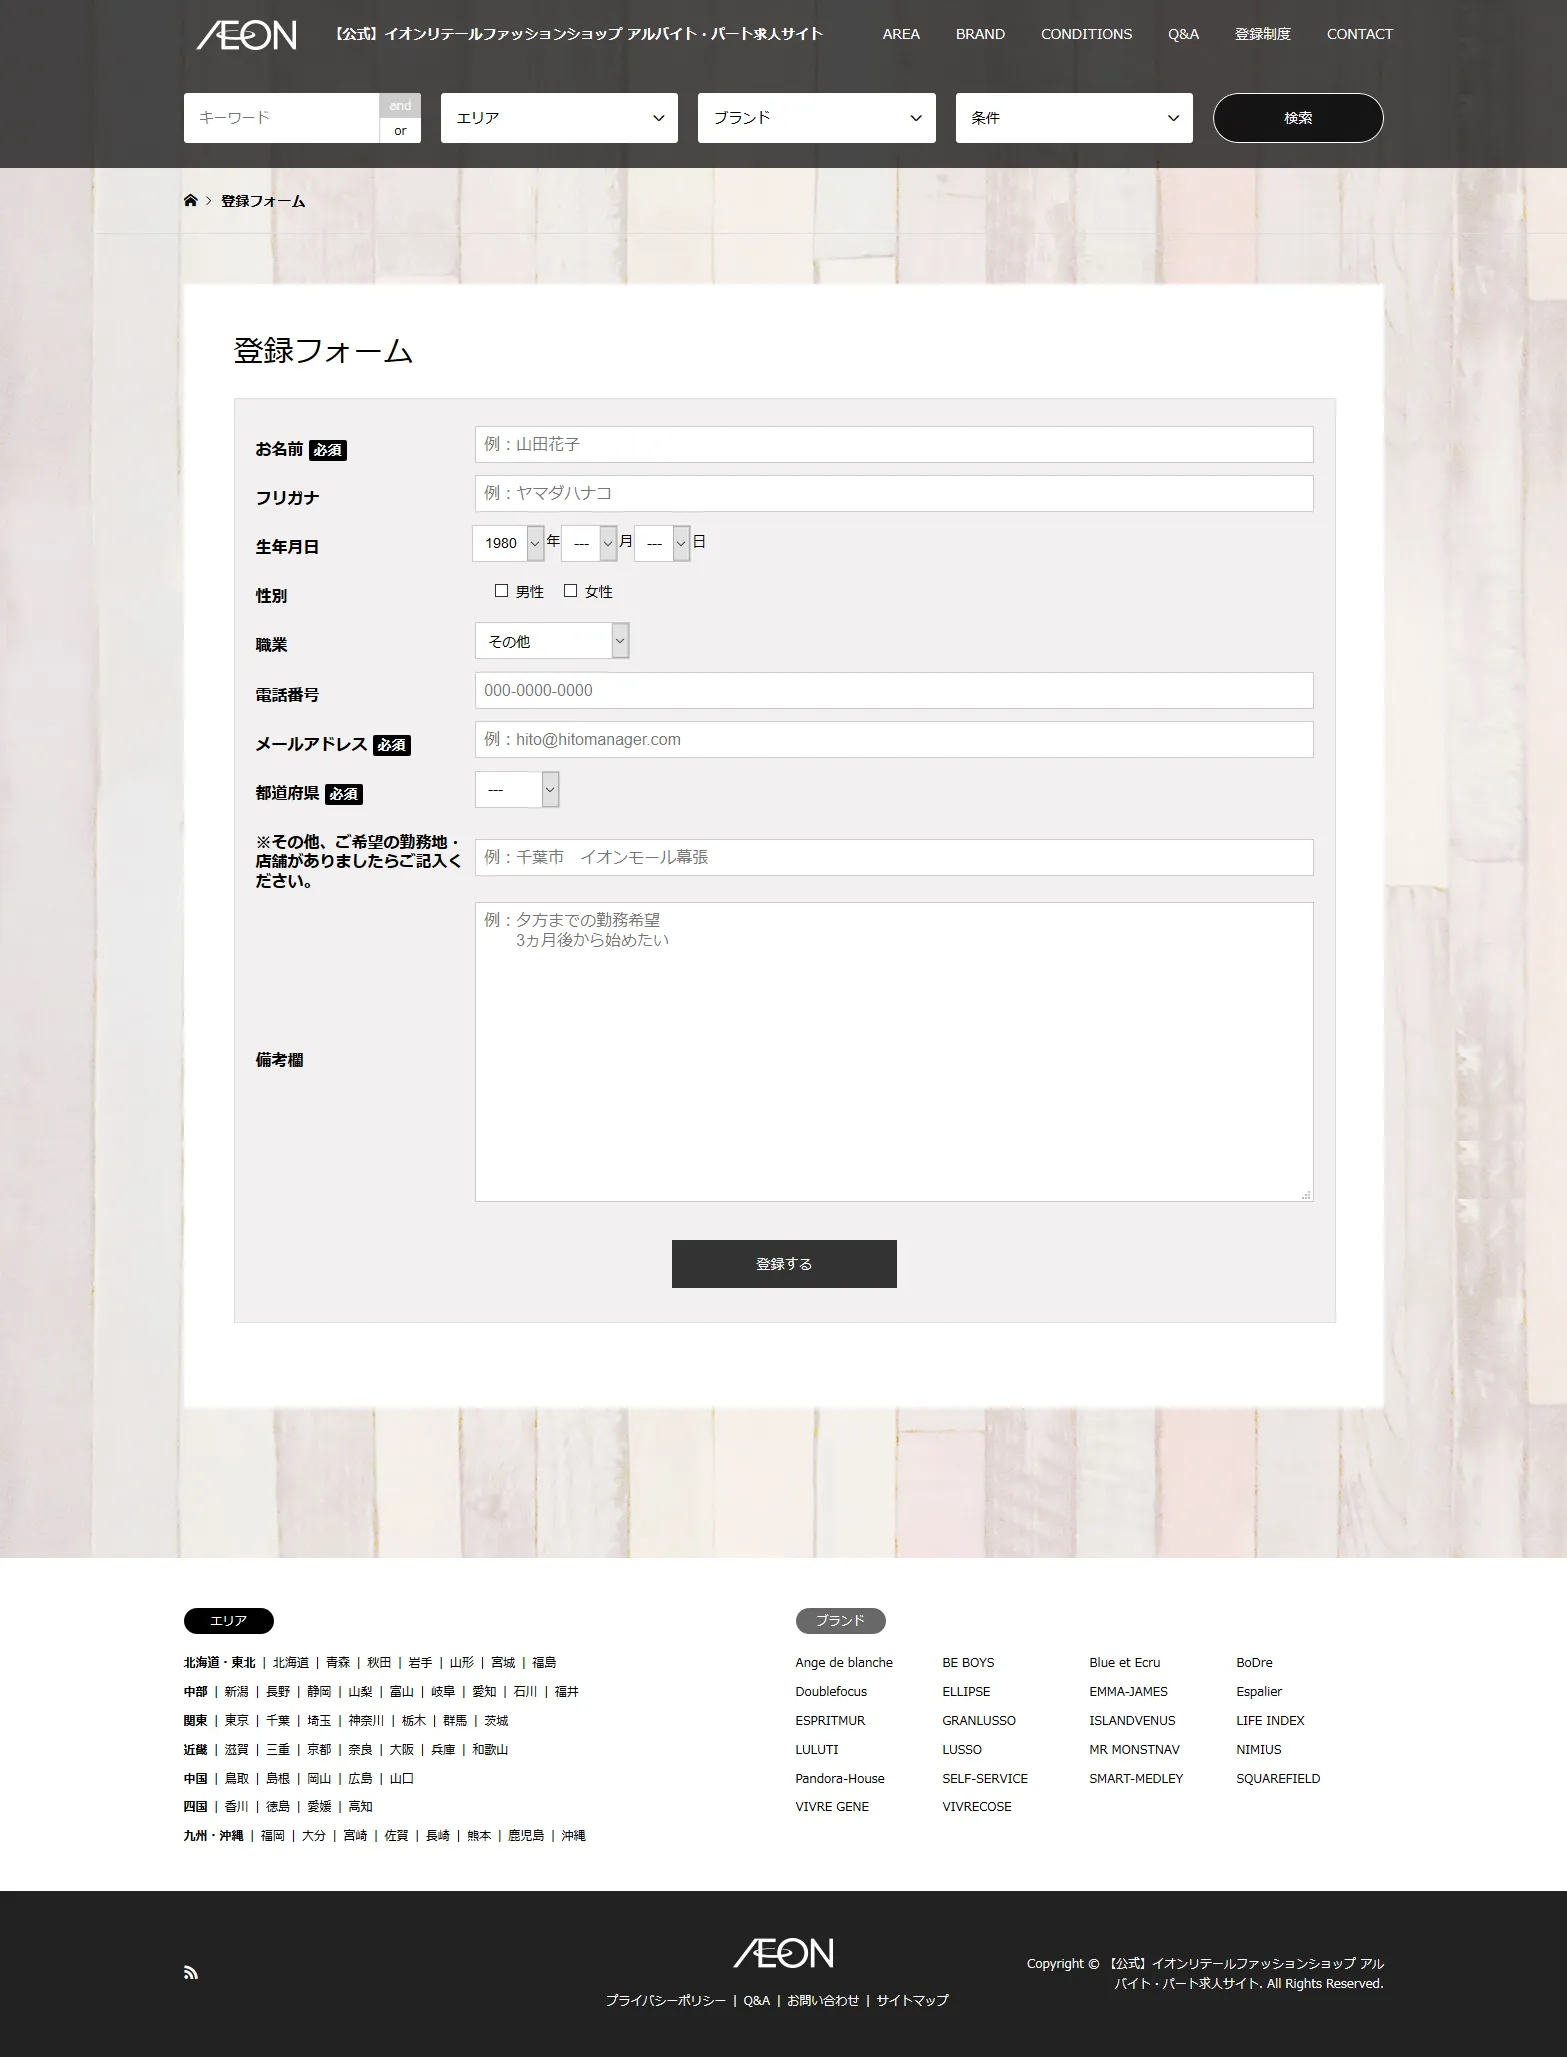 ÆON
【公式】イオンリテールファッションショップ アルバイト・パート求人サイト
AREA
BRAND
CONDITIONS
Q&A
登録制度
CONTACT
キーワード
and
or
エリア
ブランド
条件
検索
登録フォーム
登録フォーム
お名前 必須
例：山田花子
フリガナ
例：ヤマダハナコ
生年月日
1980 年 --- 月 --- 日
性別
男性 女性
職業
その他
電話番号
000-0000-0000
メールアドレス 必須
例：hito@hitomanager.com
都道府県 必須
---
※その他、ご希望の勤務地・
店舗がありましたらご記入く
ださい。
例：千葉市　イオンモール幕張
備考欄
例：夕方までの勤務希望
3ヵ月後から始めたい
登録する
エリア
北海道・東北 | 北海道 | 青森 | 秋田 | 岩手 | 山形 | 宮城 | 福島
中部 | 新潟 | 長野 | 静岡 | 山梨 | 富山 | 岐阜 | 愛知 | 石川 | 福井
関東 | 東京 | 千葉 | 埼玉 | 神奈川 | 栃木 | 群馬 | 茨城
近畿 | 滋賀 | 三重 | 京都 | 奈良 | 大阪 | 兵庫 | 和歌山
中国 | 鳥取 | 島根 | 岡山 | 広島 | 山口
四国 | 香川 | 徳島 | 愛媛 | 高知
九州・沖縄 | 福岡 | 大分 | 宮崎 | 佐賀 | 長崎 | 熊本 | 鹿児島 | 沖縄
ブランド
Ange de blanche BE BOYS Blue et Ecru BoDre
Doublefocus ELLIPSE EMMA-JAMES Espalier
ESPRITMUR GRANLUSSO ISLANDVENUS LIFE INDEX
LULUTI LUSSO MR MONSTNAV NIMIUS
Pandora-House SELF-SERVICE SMART-MEDLEY SQUAREFIELD
VIVRE GENE VIVRECOSE
ÆON
プライバシーポリシー | Q&A | お問い合わせ | サイトマップ
Copyright © 【公式】イオンリテールファッションショップ アル
バイト・パート求人サイト. All Rights Reserved.